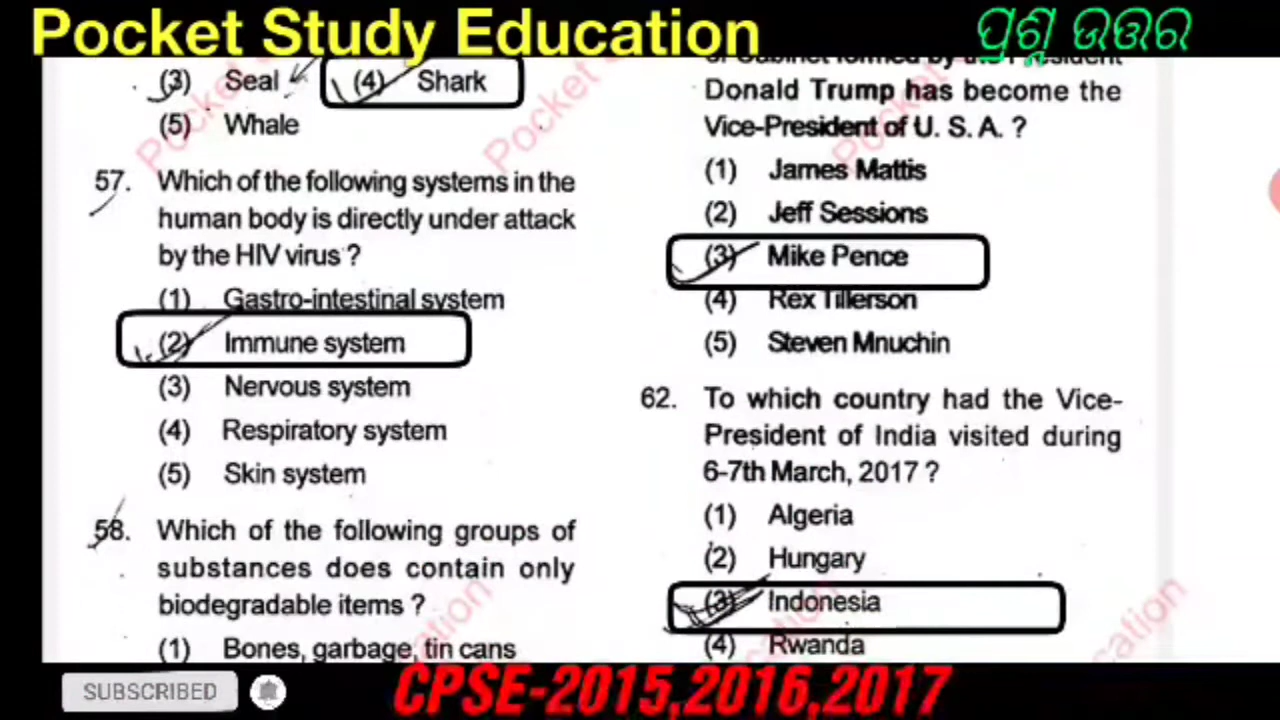 Pocket Study Education
ପ୍ରଶ୍ନ ଉତ୍ତର
(3) Seal (4) Shark
(5) Whale
57. Which of the following systems in the
human body is directly under attack
by the HIV virus ?
(1) Gastro-intestinal system
(2) Immune system
(3) Nervous system
(4) Respiratory system
(5) Skin system
58. Which of the following groups of
substances does contain only
biodegradable items ?
(1) Bones, garbage, tin cans
of Cabinet formed by the President
Donald Trump has become the
Vice-President of U. S. A. ?
(1) James Mattis
(2) Jeff Sessions
(3) Mike Pence
(4) Rex Tillerson
(5) Steven Mnuchin
62. To which country had the Vice-
President of India visited during
6-7th March, 2017 ?
(1) Algeria
(2) Hungary
(3) Indonesia
(4) Rwanda
SUBSCRIBED
CPSE-2015,2016,2017